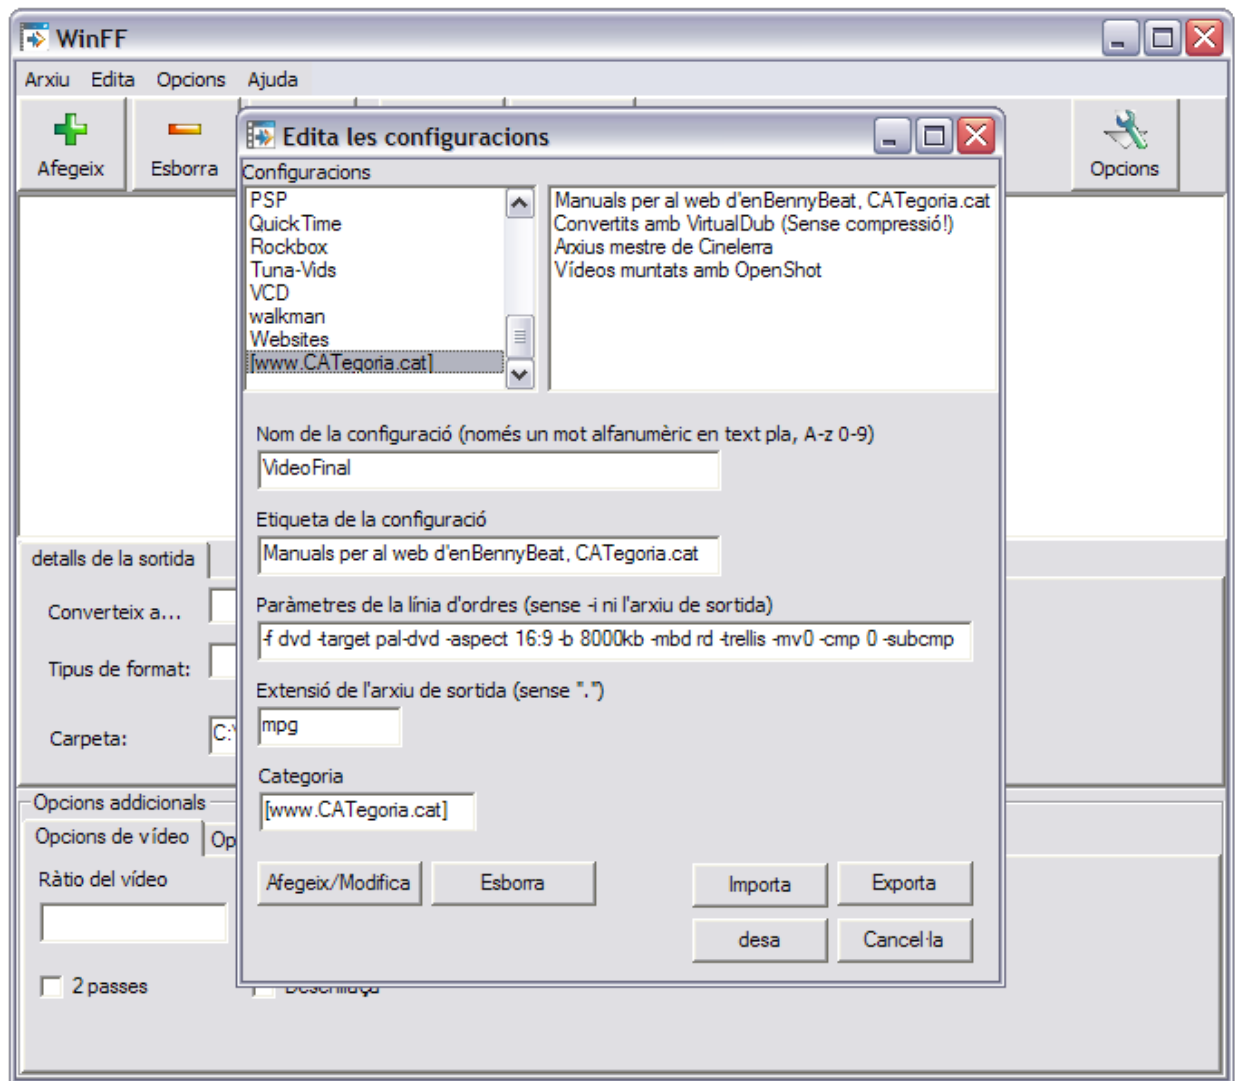 WinFF
Arxiu Edita Opcions Ajuda
Afegeix
Esborra
Opcions
Edita les configuracions
Configuracions
PSP
QuickTime
Rockbox
Tuna-Vids
VCD
walkman
Websites
[www.CATegoria.cat]
Manuals per al web d'enBennyBeat, CATegoria.cat
Convertits amb VirtualDub (Sense compressió!)
Arxius mestre de Cinelerra
Vídeos muntats amb OpenShot
Nom de la configuració (només un mot alfanumèric en text pla, A-z 0-9)
VideoFinal
Etiqueta de la configuració
Manuals per al web d'enBennyBeat, CATegoria.cat
Paràmetres de la línia d'ordres (sense -i ni l'arxiu de sortida)
-f dvd -target pal-dvd -aspect 16:9 -b 8000kb -mbd rd -trellis -mv0 -cmp 0 -subcmp
Extensió de l'arxiu de sortida (sense ".")
mpg
Categoria
[www.CATegoria.cat]
Afegeix/Modifica
Esborra
Importa
Exporta
desa
Cancel·la
detalls de la sortida
Converteix a...
Tipus de format:
Carpeta:
C:\
Opcions addicionals
Opcions de vídeo
Op
Ràtio del vídeo
2 passes